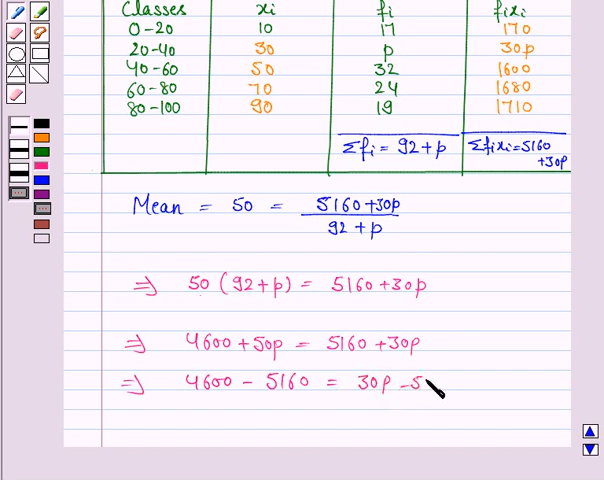 Classes xi fi fixi
0-20 10 17 170
20-40 30 p 30p
40-60 50 32 1600
60-80 70 24 1680
80-100 90 19 1710
Σfi = 92+p Σfixi=5160
+30p
Mean = 50 = 5160+30p
92+p
⇒ 50 (92+p) = 5160+30p
⇒ 4600+50p = 5160+30p
⇒ 4600 - 5160 = 30p -5